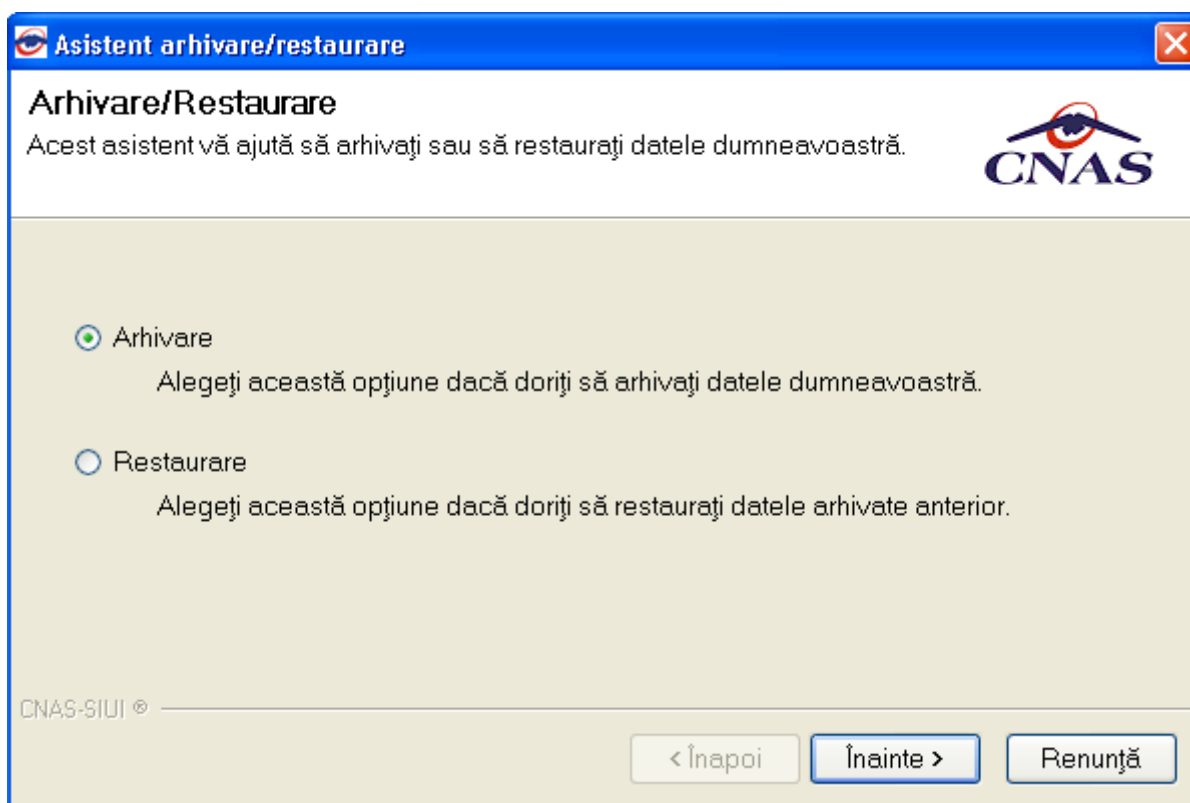 Asistent arhivare/restaurare
Arhivare/Restaurare
Acest asistent vă ajută să arhivaţi sau să restauraţi datele dumneavoastră.
CNAS
Arhivare
Alegeţi această opţiune dacă doriţi să arhivaţi datele dumneavoastră.
Restaurare
Alegeţi această opţiune dacă doriţi să restauraţi datele arhivate anterior.
CNAS-SIUI ®
< Înapoi
Înainte >
Renunţă